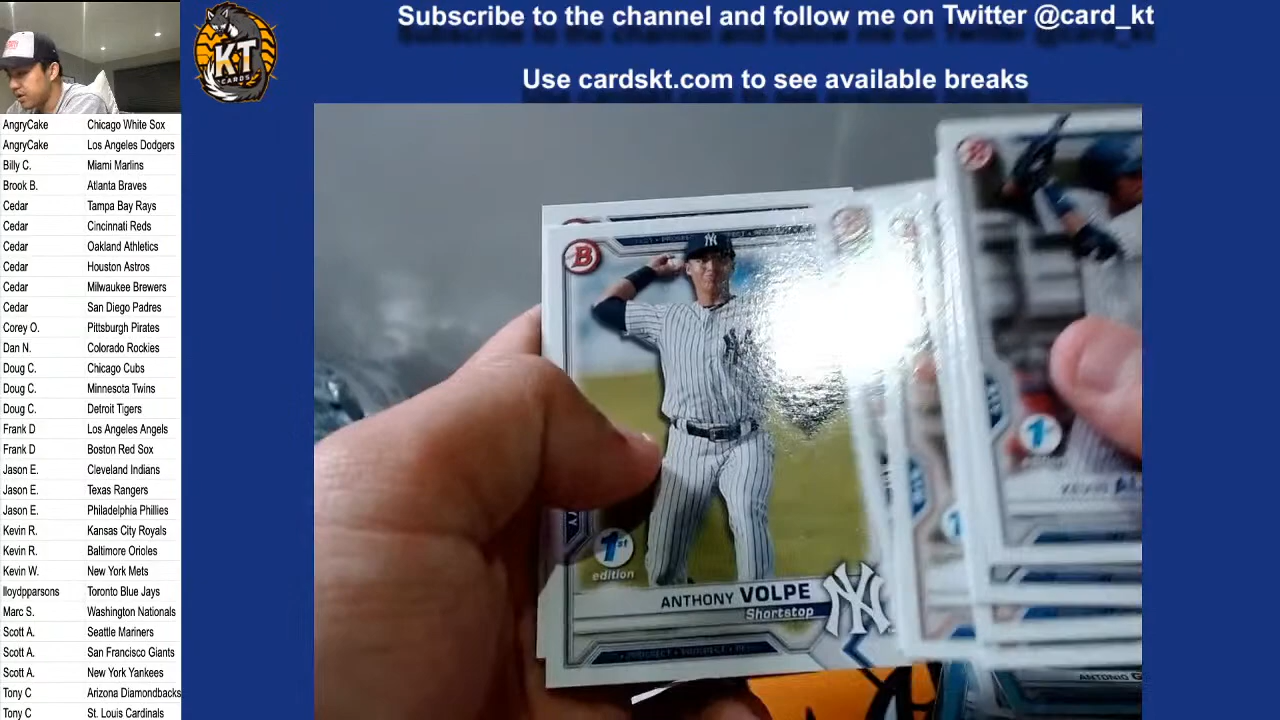 Subscribe to the channel and follow me on Twitter @card_kt
Use cardskt.com to see available breaks
KT
CARDS
AngryCake Chicago White Sox
AngryCake Los Angeles Dodgers
Billy C. Miami Marlins
Brook B. Atlanta Braves
Cedar Tampa Bay Rays
Cedar Cincinnati Reds
Cedar Oakland Athletics
Cedar Houston Astros
Cedar Milwaukee Brewers
Cedar San Diego Padres
Corey O. Pittsburgh Pirates
Dan N. Colorado Rockies
Doug C. Chicago Cubs
Doug C. Minnesota Twins
Doug C. Detroit Tigers
Frank D Los Angeles Angels
Frank D Boston Red Sox
Jason E. Cleveland Indians
Jason E. Texas Rangers
Jason E. Philadelphia Phillies
Kevin R. Kansas City Royals
Kevin R. Baltimore Orioles
Kevin W. New York Mets
lloydpparsons Toronto Blue Jays
Marc S. Washington Nationals
Scott A. Seattle Mariners
Scott A. San Francisco Giants
Scott A. New York Yankees
Tony C Arizona Diamondbacks
Tony C St. Louis Cardinals
B
NY
1st
edition
ANTHONY VOLPE
Shortstop
NY
PROSPECT • PROSPECT
1st
KEVIN AL
ANTONIO